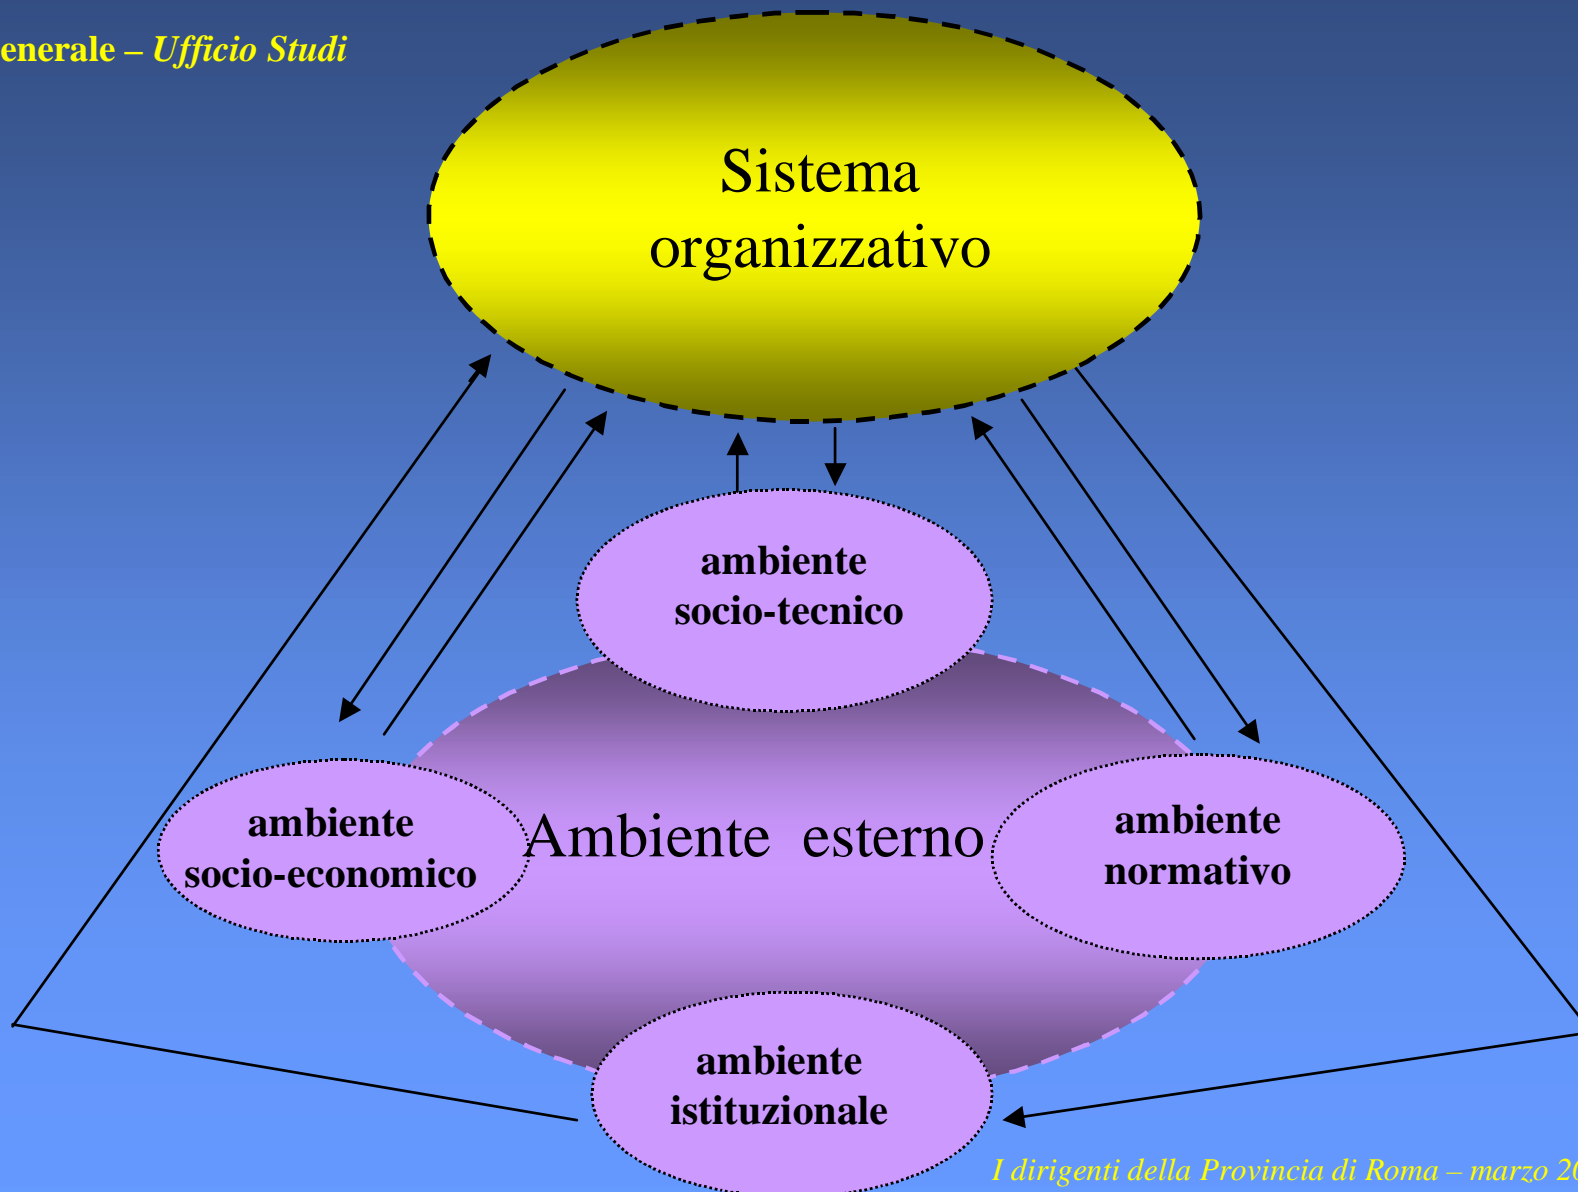 enerale – Ufficio Studi
Sistema
organizzativo
ambiente
socio-tecnico
ambiente
socio-economico
Ambiente esterno
ambiente
normativo
ambiente
istituzionale
I dirigenti della Provincia di Roma – marzo 20